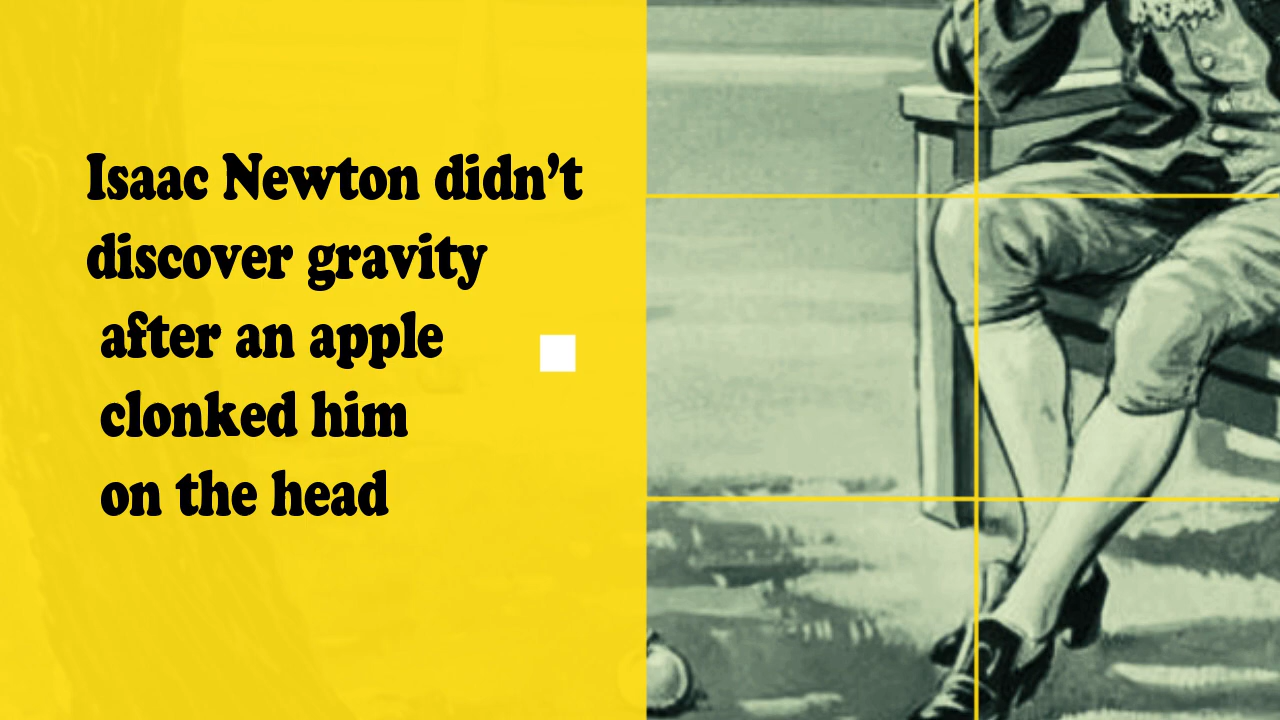 Isaac Newton didn’t
discover gravity
after an apple
clonked him
on the head